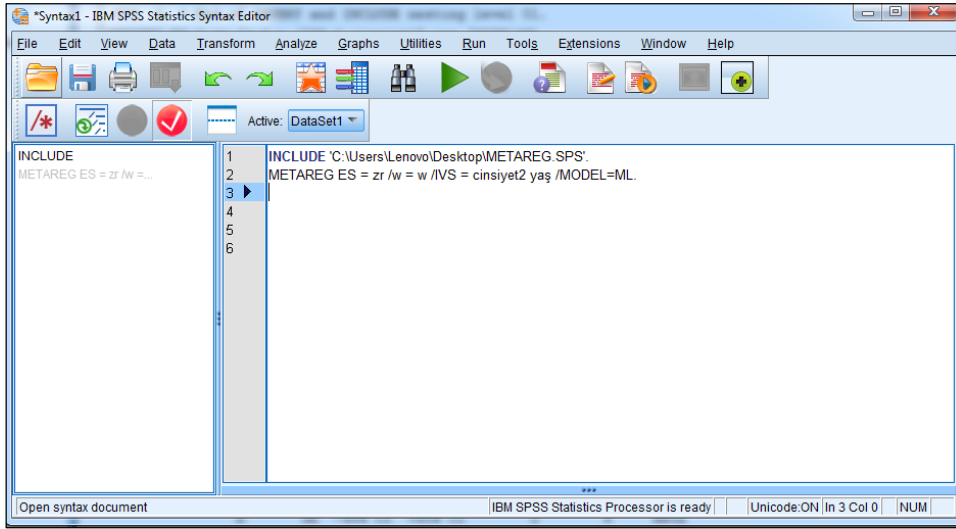 *Syntax1 - IBM SPSS Statistics Syntax Editor
File Edit View Data Transform Analyze Graphs Utilities Run Tools Extensions Window Help
Active: DataSet1
INCLUDE
METAREG ES = zr /w =...
1 INCLUDE 'C:\Users\Lenovo\Desktop\METAREG.SPS'.
2 METAREG ES = zr /w = w /IVS = cinsiyet2 yaş /MODEL=ML.
3
4
5
6
Open syntax document IBM SPSS Statistics Processor is ready Unicode:ON In 3 Col 0 NUM